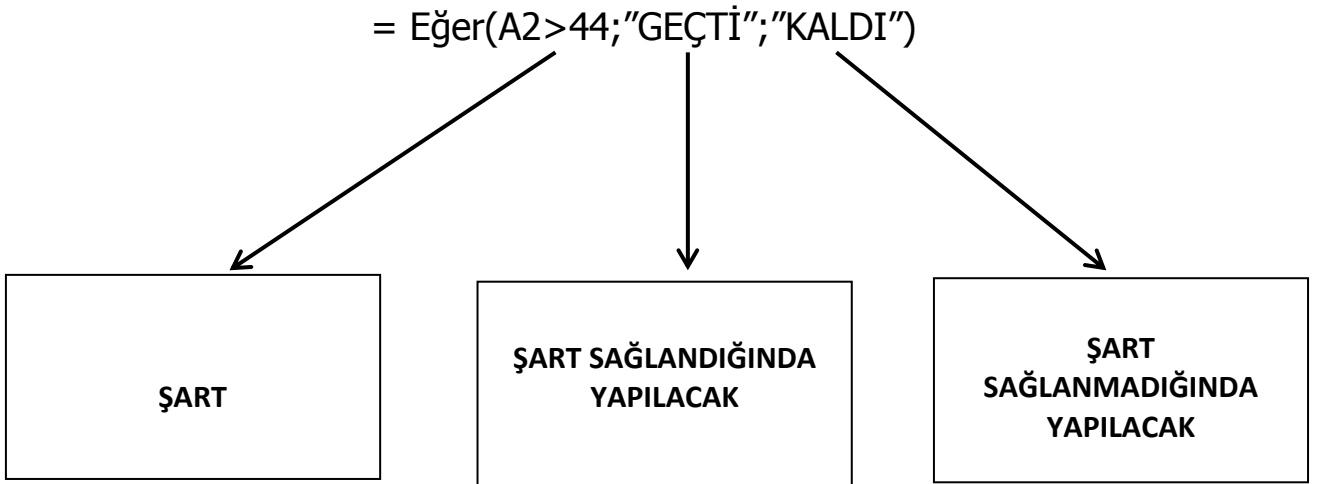 = Eğer(A2>44;”GEÇTİ”;”KALDI”)
ŞART
ŞART SAĞLANDIĞINDA
YAPILACAK
ŞART
SAĞLANMADIĞINDA
YAPILACAK